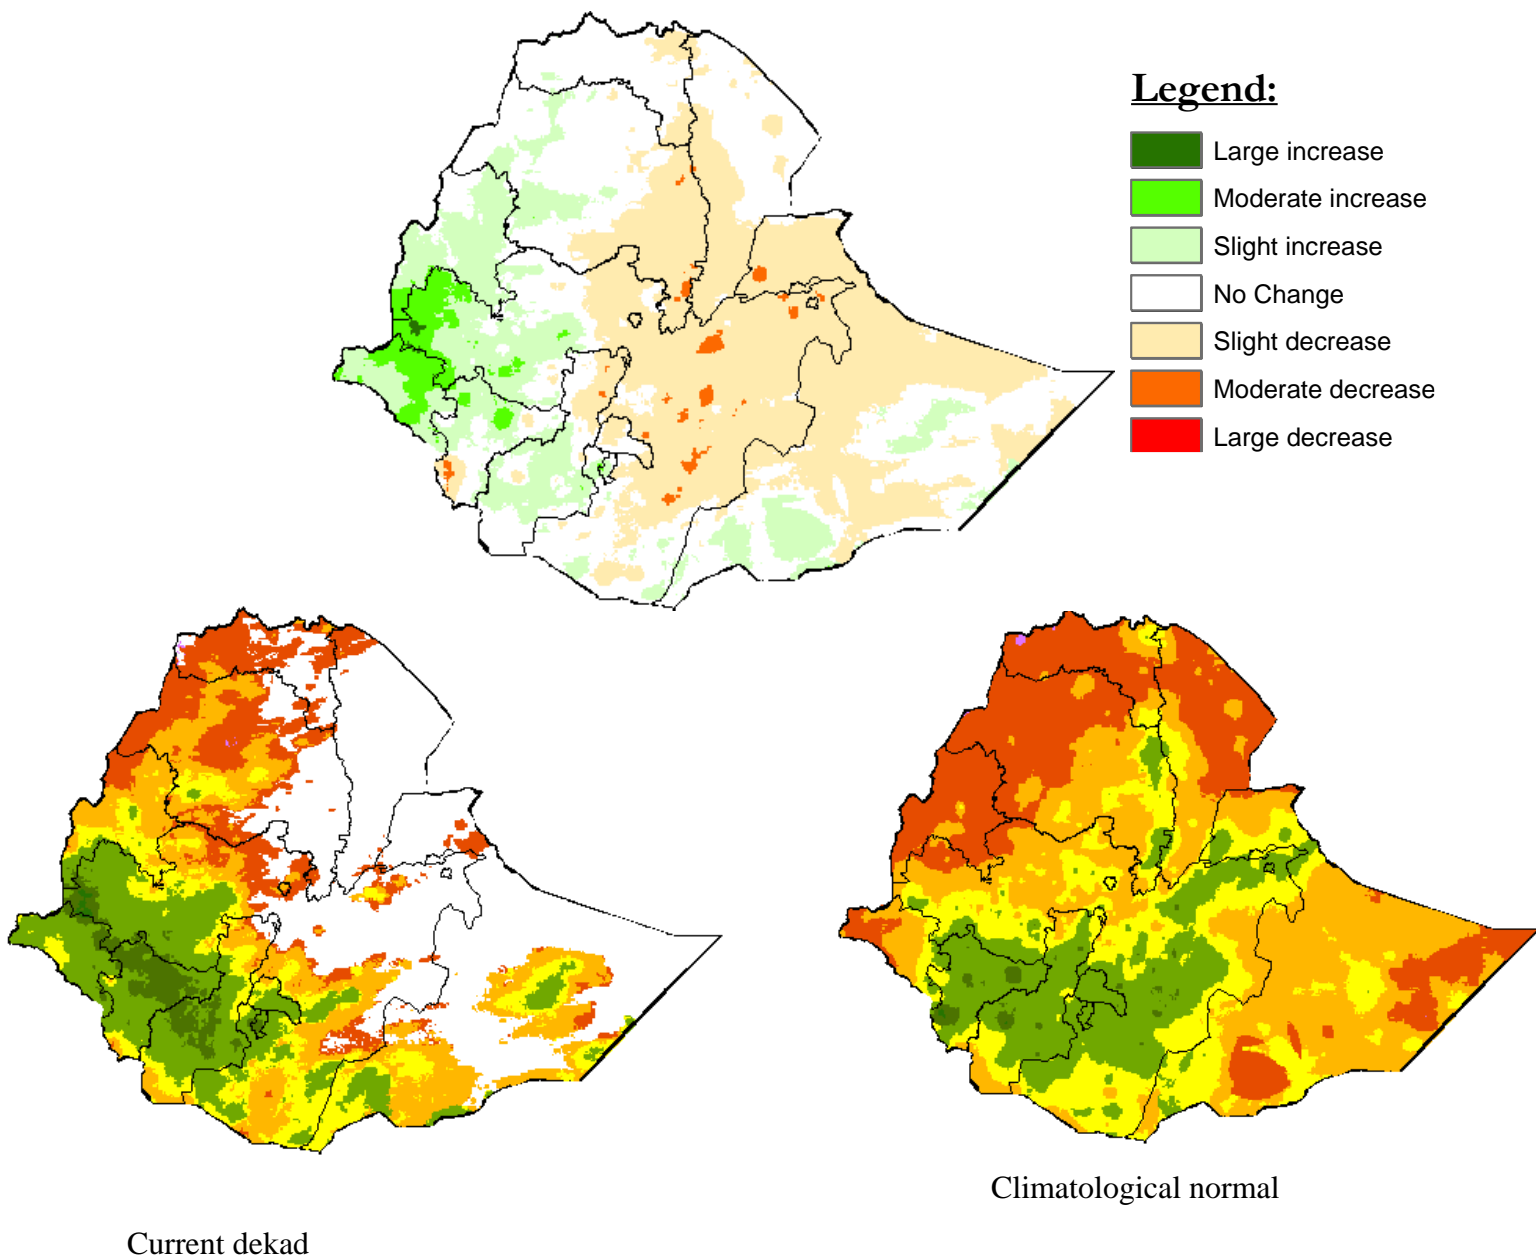 Legend:
Large increase
Moderate increase
Slight increase
No Change
Slight decrease
Moderate decrease
Large decrease
Climatological normal
Current dekad